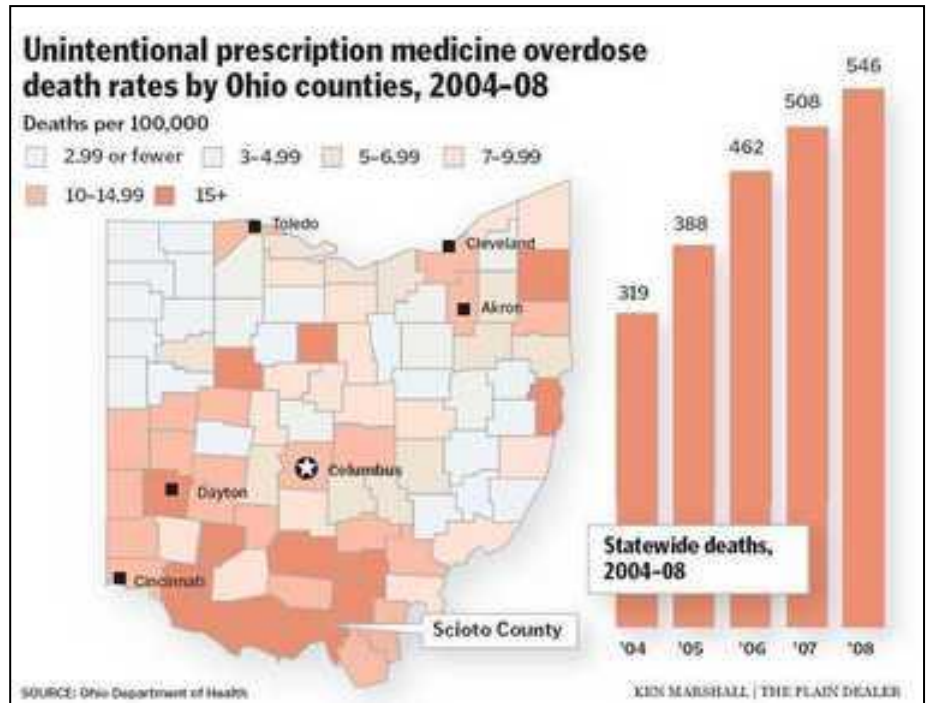 Unintentional prescription medicine overdose
death rates by Ohio counties, 2004–08
Deaths per 100,000
2.99 or fewer 3–4.99 5–6.99 7–9.99
10–14.99 15+
Toledo
Cleveland
Akron
Columbus
Dayton
Cincinnati
Scioto County
319
388
462
508
546
Statewide deaths,
2004–08
'04 '05 '06 '07 '08
SOURCE: Ohio Department of Health
KEN MARSHALL | THE PLAIN DEALER